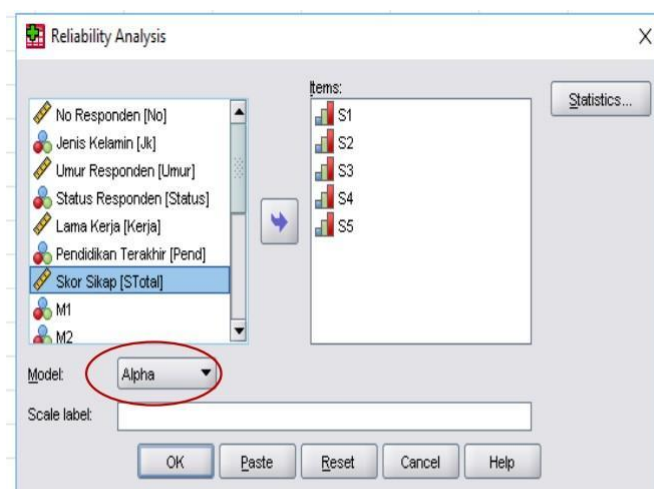 Reliability Analysis
X
No Responden [No]
Jenis Kelamin [Jk]
Umur Responden [Umur]
Status Responden [Status]
Lama Kerja [Kerja]
Pendidikan Terakhir [Pend]
Skor Sikap [STotal]
M1
M2
Items:
S1
S2
S3
S4
S5
Statistics...
Model: Alpha
Scale label:
OK Paste Reset Cancel Help